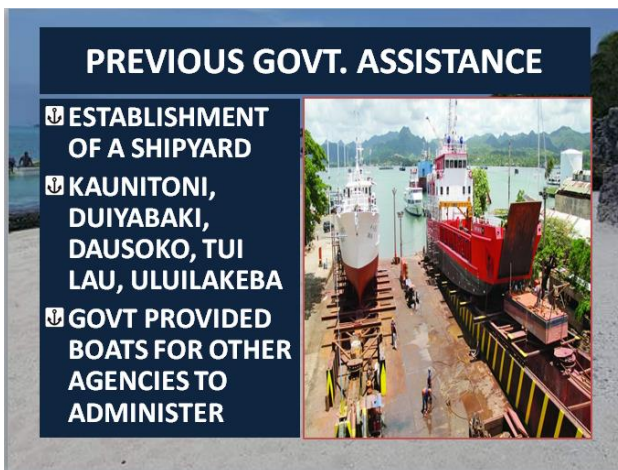 PREVIOUS GOVT. ASSISTANCE
ESTABLISHMENT
OF A SHIPYARD
KAUNITONI,
DUIYABAKI,
DAUSOKO, TUI
LAU, ULUILAKEBA
GOVT PROVIDED
BOATS FOR OTHER
AGENCIES TO
ADMINISTER